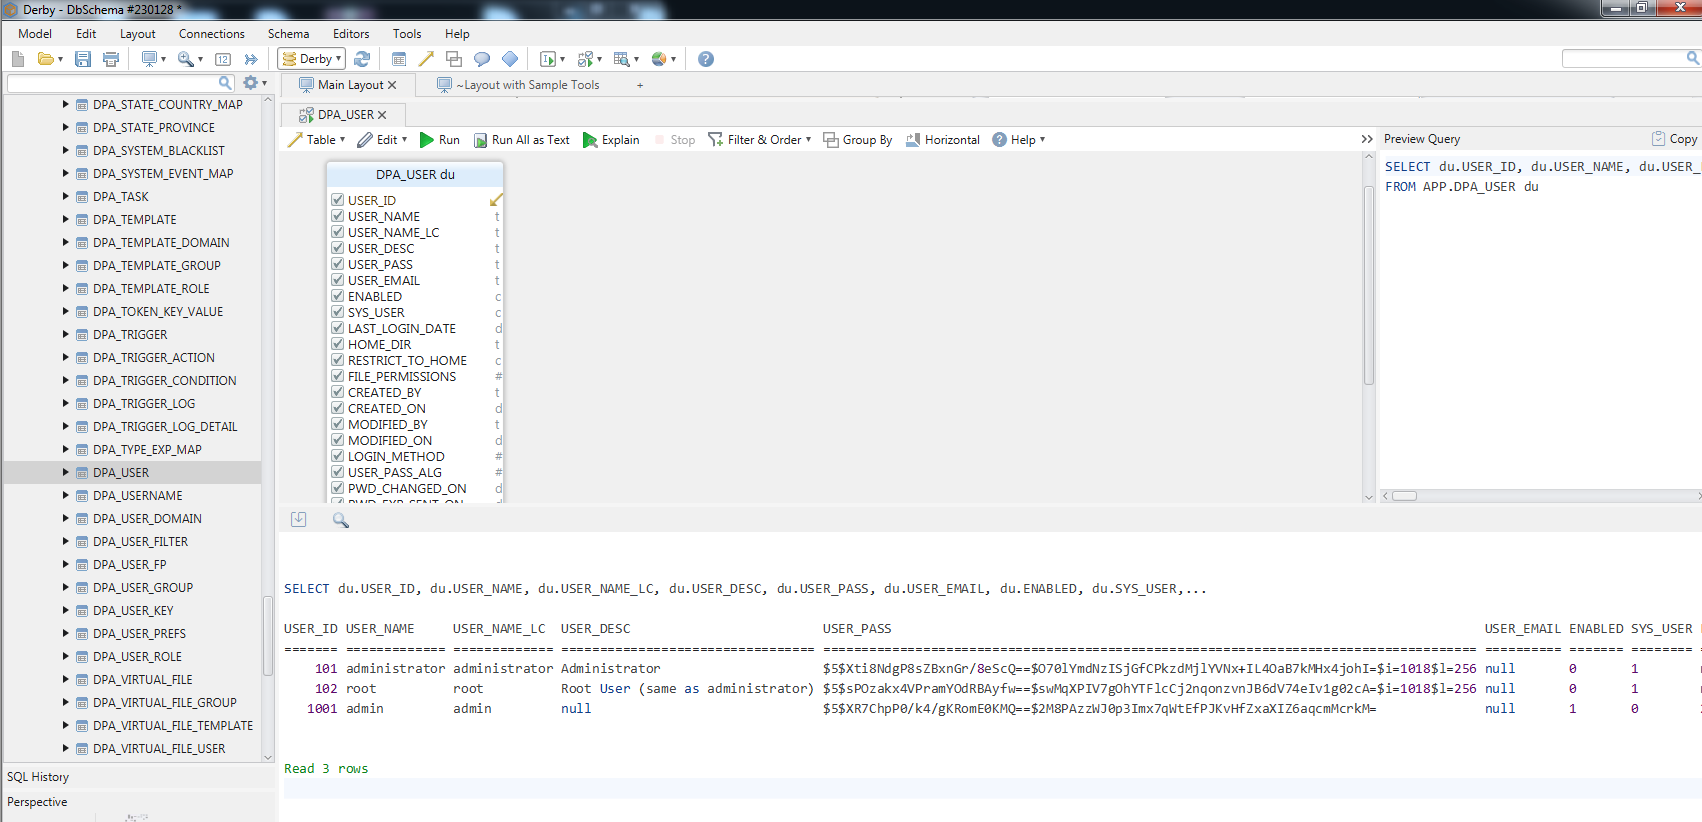 Derby - DbSchema #230128 *
Model Edit Layout Connections Schema Editors Tools Help
12 Derby
Main Layout ~Layout with Sample Tools +
DPA_USER
Table Edit Run Run All as Text Explain Stop Filter & Order Group By Horizontal Help
Preview Query Copy
SELECT du.USER_ID, du.USER_NAME, du.USER_
FROM APP.DPA_USER du
DPA_STATE_COUNTRY_MAP
DPA_STATE_PROVINCE
DPA_SYSTEM_BLACKLIST
DPA_SYSTEM_EVENT_MAP
DPA_TASK
DPA_TEMPLATE
DPA_TEMPLATE_DOMAIN
DPA_TEMPLATE_GROUP
DPA_TEMPLATE_ROLE
DPA_TOKEN_KEY_VALUE
DPA_TRIGGER
DPA_TRIGGER_ACTION
DPA_TRIGGER_CONDITION
DPA_TRIGGER_LOG
DPA_TRIGGER_LOG_DETAIL
DPA_TYPE_EXP_MAP
DPA_USER
DPA_USERNAME
DPA_USER_DOMAIN
DPA_USER_FILTER
DPA_USER_FP
DPA_USER_GROUP
DPA_USER_KEY
DPA_USER_PREFS
DPA_USER_ROLE
DPA_VIRTUAL_FILE
DPA_VIRTUAL_FILE_GROUP
DPA_VIRTUAL_FILE_TEMPLATE
DPA_VIRTUAL_FILE_USER
SQL History
Perspective
DPA_USER du
USER_ID
USER_NAME t
USER_NAME_LC t
USER_DESC t
USER_PASS t
USER_EMAIL t
ENABLED c
SYS_USER c
LAST_LOGIN_DATE d
HOME_DIR t
RESTRICT_TO_HOME c
FILE_PERMISSIONS #
CREATED_BY t
CREATED_ON d
MODIFIED_BY t
MODIFIED_ON d
LOGIN_METHOD #
USER_PASS_ALG #
PWD_CHANGED_ON d
SELECT du.USER_ID, du.USER_NAME, du.USER_NAME_LC, du.USER_DESC, du.USER_PASS, du.USER_EMAIL, du.ENABLED, du.SYS_USER,...
USER_ID USER_NAME USER_NAME_LC USER_DESC USER_PASS USER_EMAIL ENABLED SYS_USER
101 administrator administrator Administrator $5$Xti8NdgP8sZBxnGr/8eScQ==$O70lYmdNzISjGfCPkzdMjlYVNx+IL4OaB7kMHx4johI=$i=1018$l=256 null 0 1
102 root root Root User (same as administrator) $5$sPOzakx4VPramYOdRBAyfw==$swMqXPIV7gOhYTFlcCj2nqonzvnJB6dV74eIv1g02cA=$i=1018$l=256 null 0 1
1001 admin admin null $5$XR7ChpP0/k4/gKRomE0KMQ==$2M8PAzzWJ0p3Imx7qWtEfPJKvHfZxaXIZ6aqcmMcrkM= null 1 0
Read 3 rows